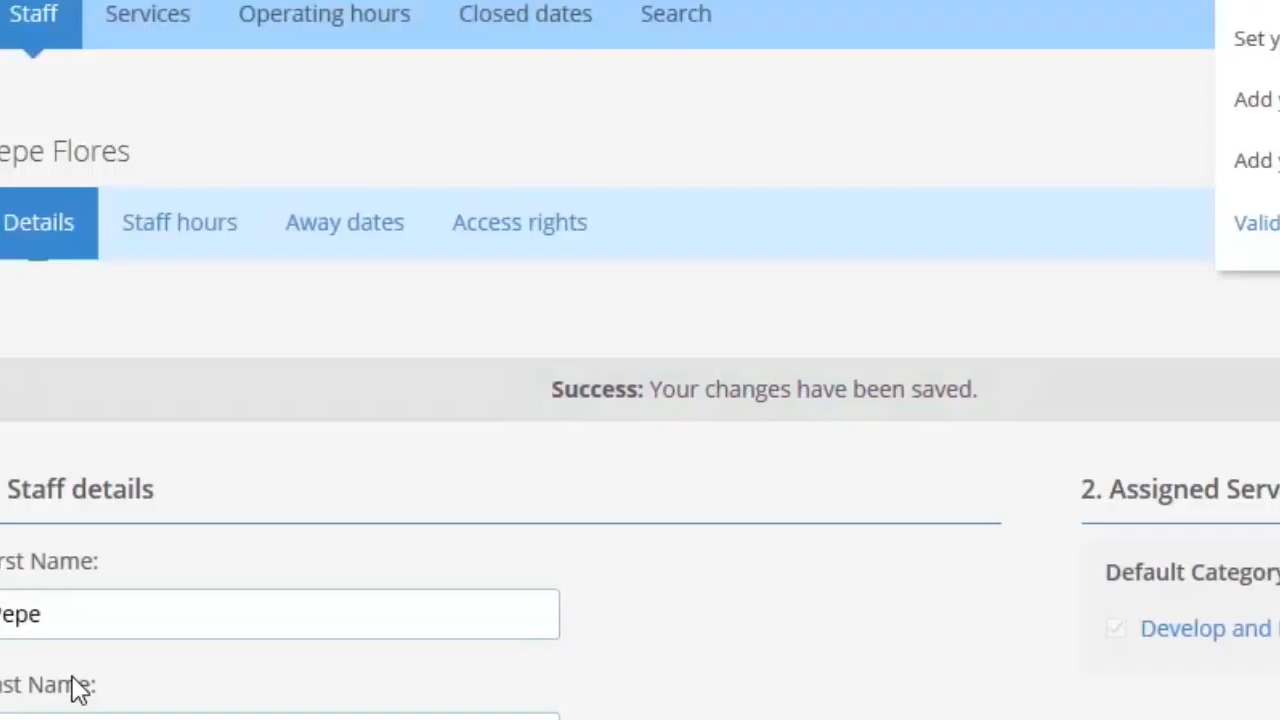 Staff Services Operating hours Closed dates Search
Set
Add
Add
epe Flores
Details Staff hours Away dates Access rights
Success: Your changes have been saved.
Staff details
2. Assigned Serv
rst Name:
epe
Default Category
Develop and
st Name: